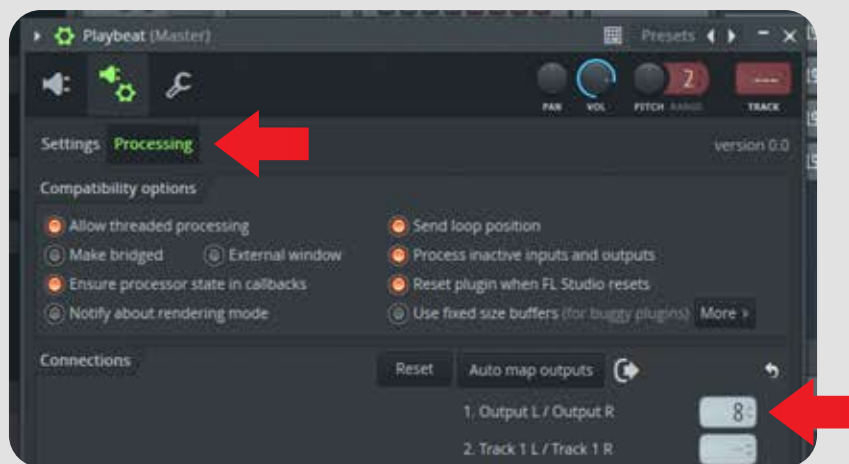 Playbeat (Master) Presets
2 ---
PAN VOL PITCH RANGE TRACK
Settings Processing version 0.0
Compatibility options
Allow threaded processing Send loop position
Make bridged External window Process inactive inputs and outputs
Ensure processor state in callbacks Reset plugin when FL Studio resets
Notify about rendering mode Use fixed size buffers (for buggy plugins) More
Connections Reset Auto map outputs
1. Output L / Output R 8
2. Track 1 L / Track 1 R